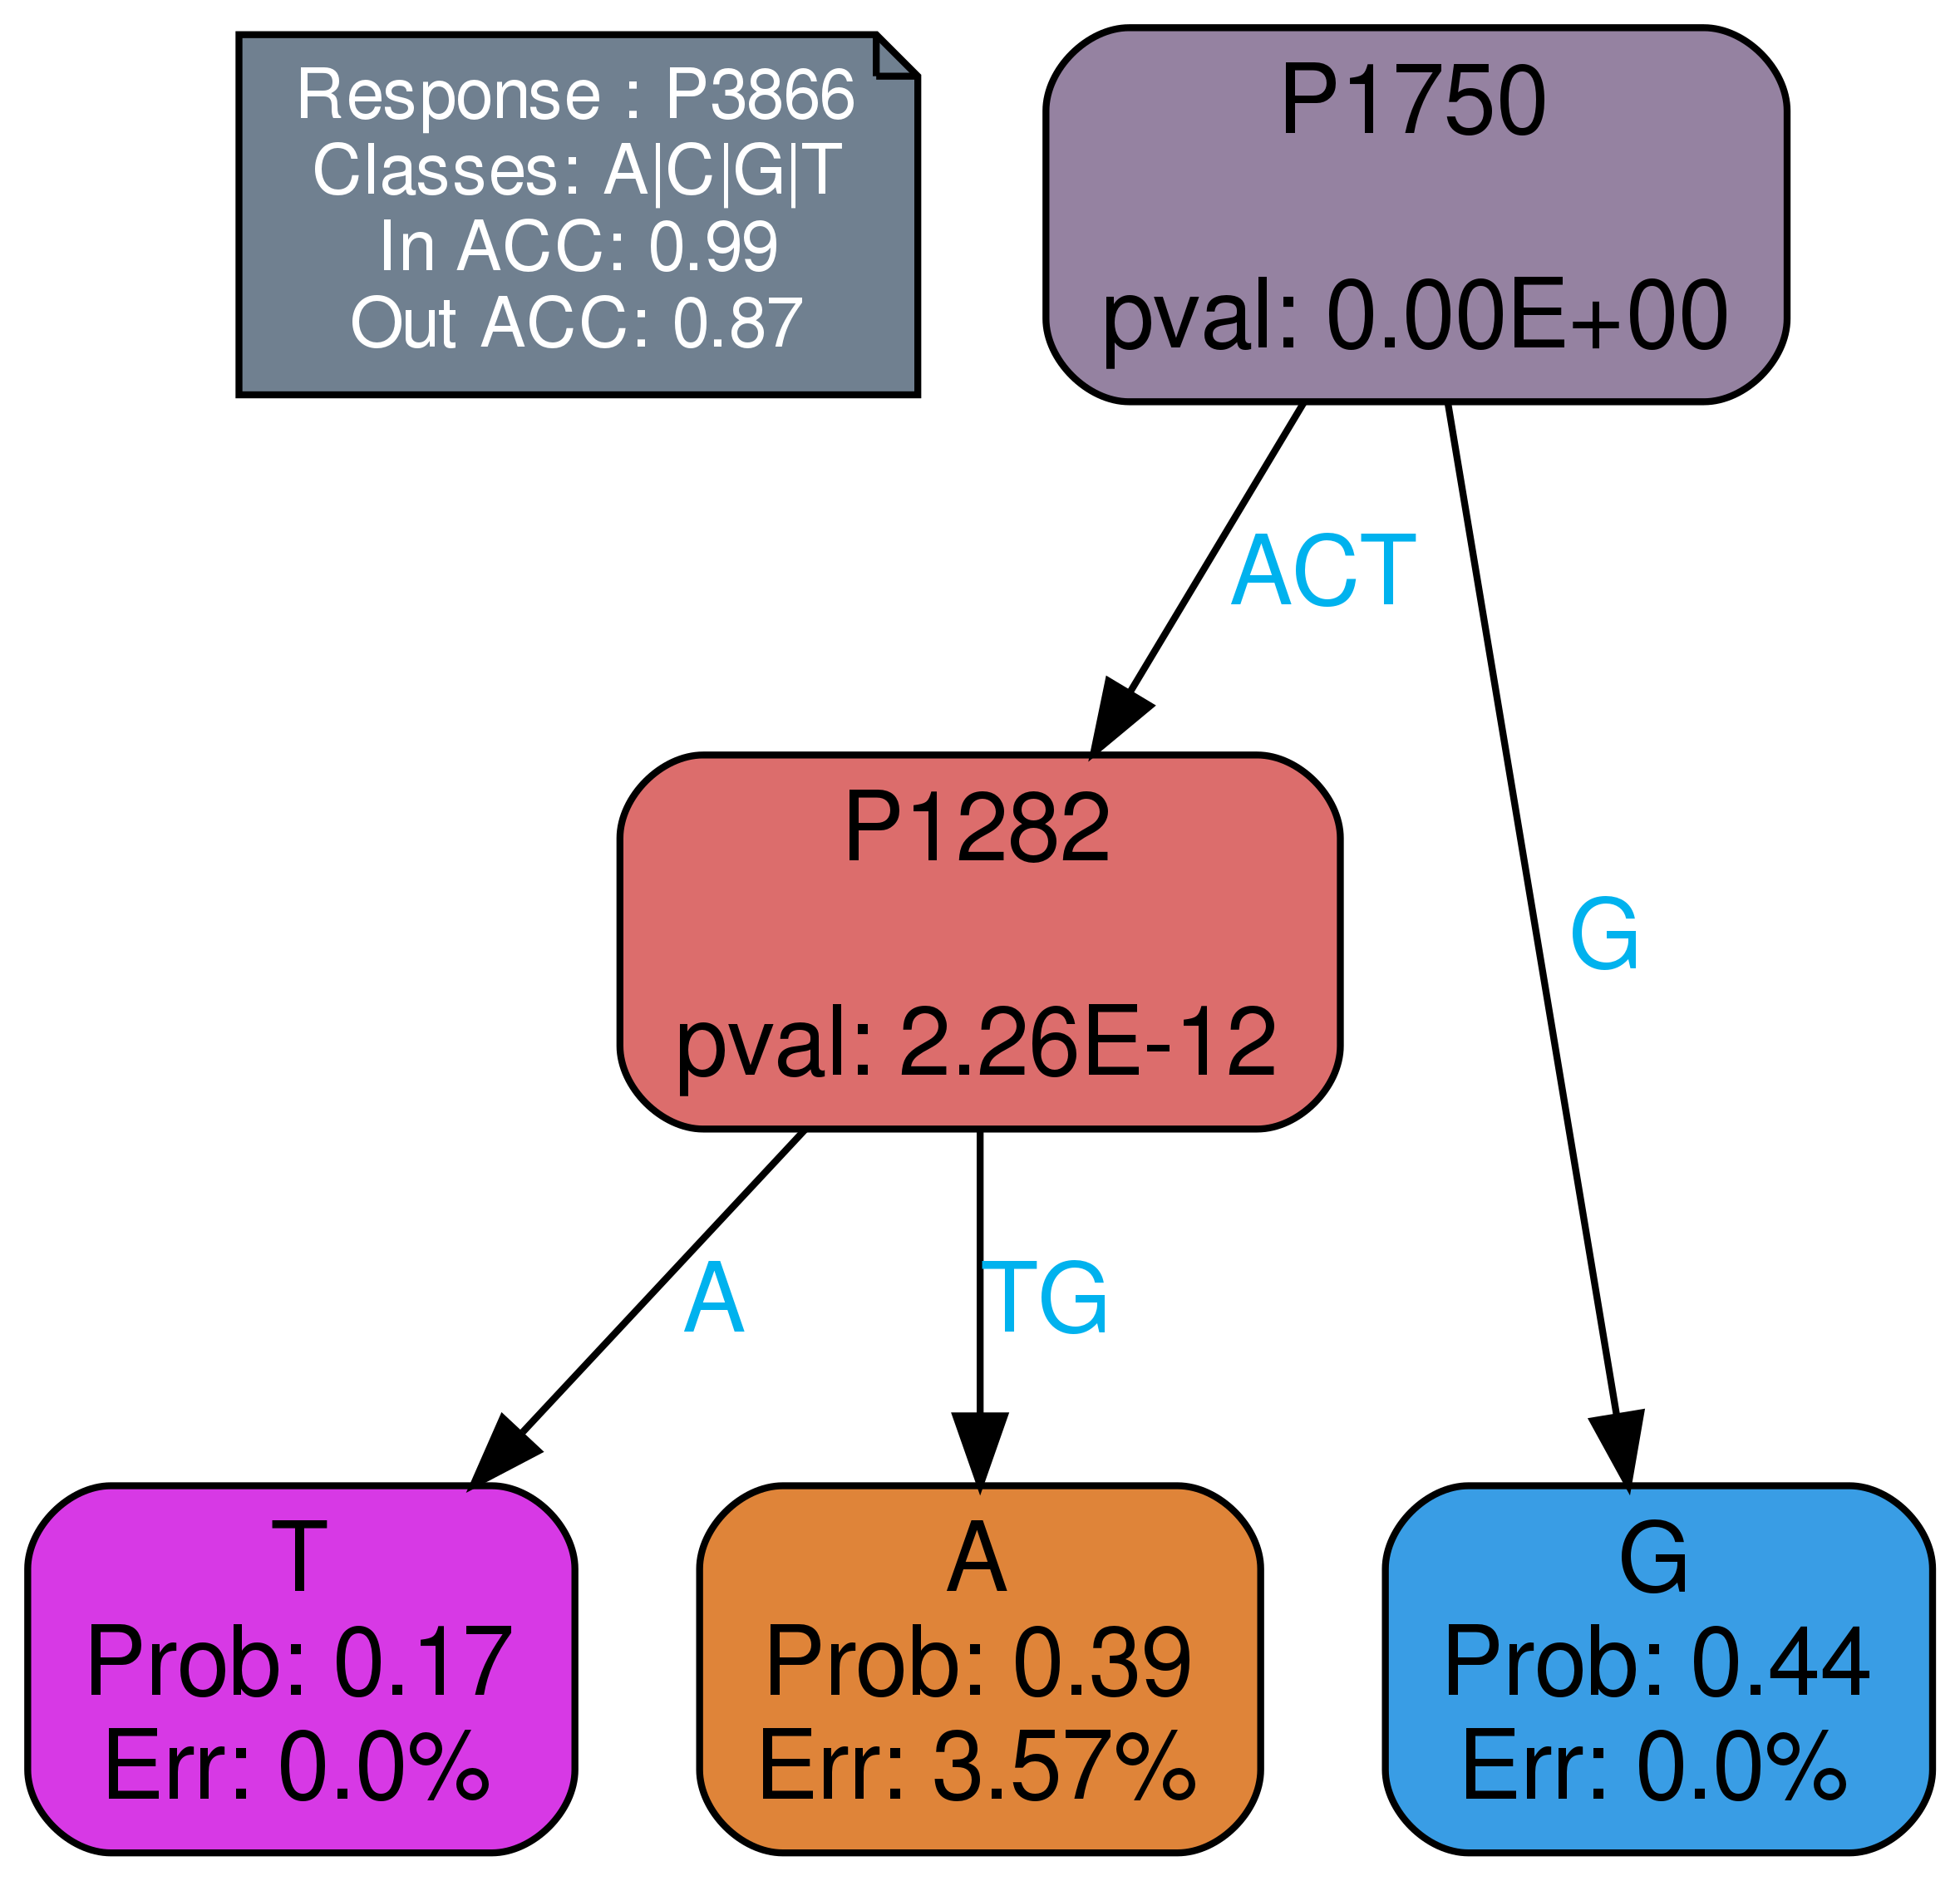 Response : P3866
Classes: A|C|G|T
In ACC: 0.99
Out ACC: 0.87
P1750
pval: 0.00E+00
ACT
P1282
pval: 2.26E-12
G
A
TG
T
Prob: 0.17
Err: 0.0%
A
Prob: 0.39
Err: 3.57%
G
Prob: 0.44
Err: 0.0%